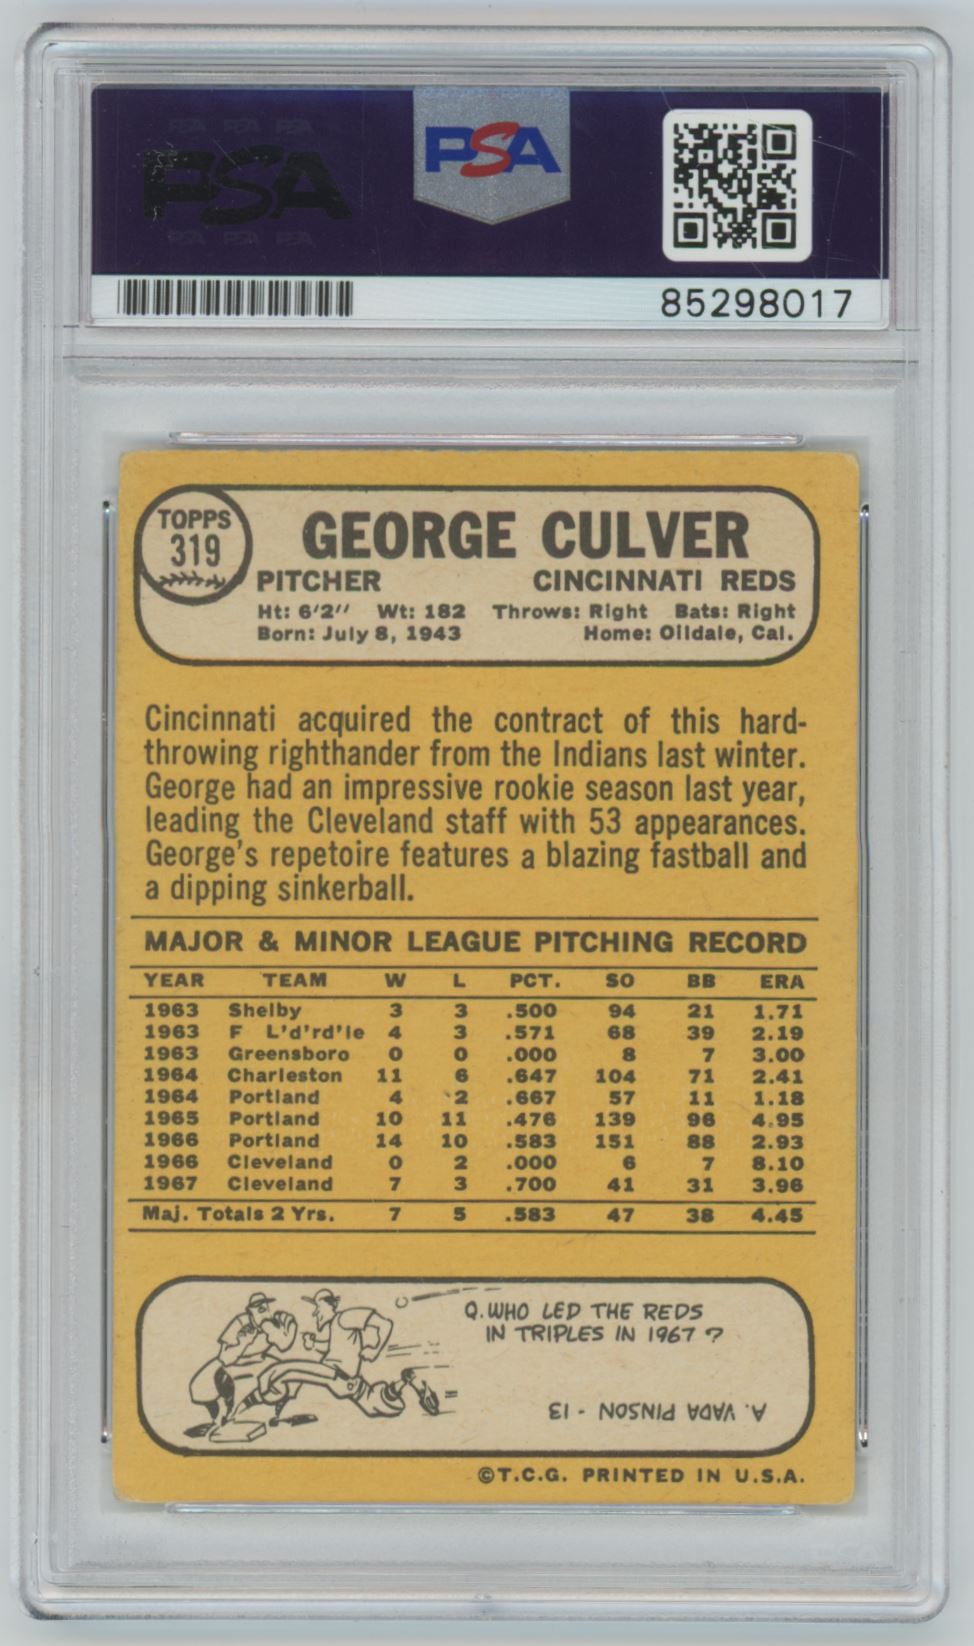 PSA PSA PSA
PSA
PSA PSA PSA
PSA
85298017
TOPPS
319
GEORGE CULVER
PITCHER CINCINNATI REDS
Ht: 6'2'' Wt: 182 Throws: Right Bats: Right
Born: July 8, 1943 Home: Oildale, Cal.
Cincinnati acquired the contract of this hard-
throwing righthander from the Indians last winter.
George had an impressive rookie season last year,
leading the Cleveland staff with 53 appearances.
George's repetoire features a blazing fastball and
a dipping sinkerball.
MAJOR & MINOR LEAGUE PITCHING RECORD
YEAR TEAM W L PCT. SO BB ERA
1963 Shelby 3 3 .500 94 21 1.71
1963 F L'd'rd'le 4 3 .571 68 39 2.19
1963 Greensboro 0 0 .000 8 7 3.00
1964 Charleston 11 6 .647 104 71 2.41
1964 Portland 4 2 .667 57 11 1.18
1965 Portland 10 11 .476 139 96 4.95
1966 Portland 14 10 .583 151 88 2.93
1966 Cleveland 0 2 .000 6 7 8.10
1967 Cleveland 7 3 .700 41 31 3.96
Maj. Totals 2 Yrs. 7 5 .583 47 38 4.45
Q. WHO LED THE REDS
IN TRIPLES IN 1967?
A. VADA PINSON - 13
©T.C.G. PRINTED IN U.S.A.